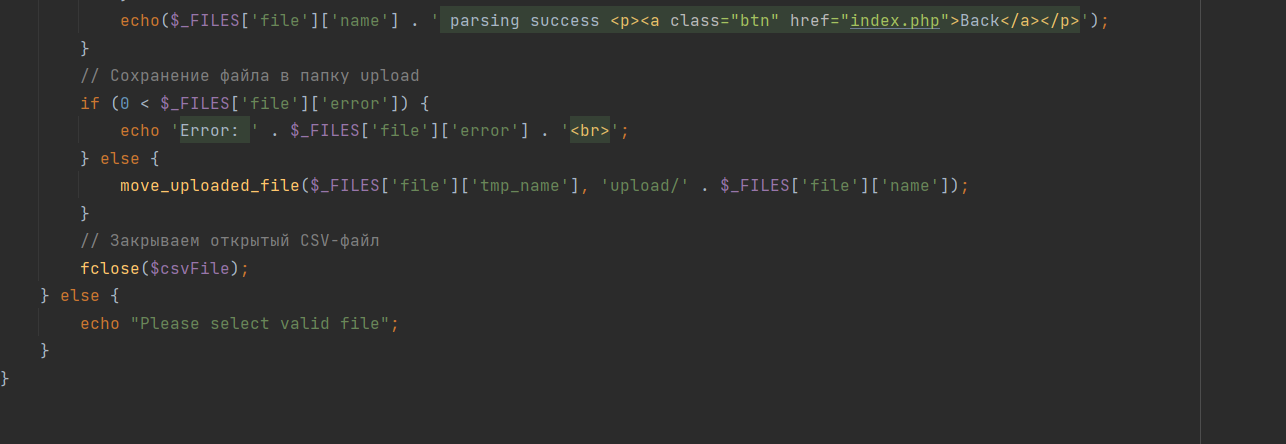 echo($_FILES['file']['name'] . ' parsing success <p><a class="btn" href="index.php">Back</a></p>');
}
// Сохранение файла в папку upload
if (0 < $_FILES['file']['error']) {
echo 'Error: ' . $_FILES['file']['error'] . '<br>';
} else {
move_uploaded_file($_FILES['file']['tmp_name'], 'upload/' . $_FILES['file']['name']);
}
// Закрываем открытый CSV-файл
fclose($csvFile);
} else {
echo "Please select valid file";
}
}